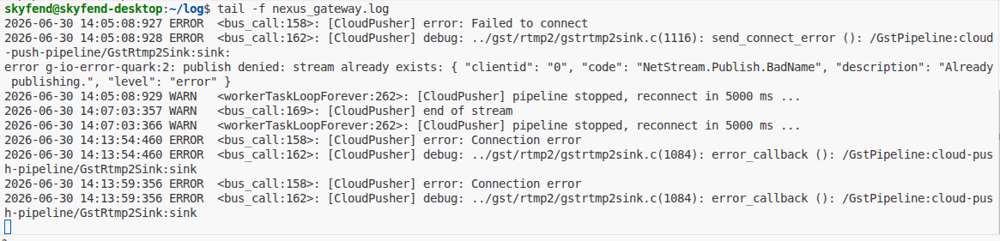 skyfend@skyfend-desktop:~/log$ tail -f nexus_gateway.log
2026-06-30 14:05:08:927 ERROR  <bus_call:158>: [CloudPusher] error: Failed to connect
2026-06-30 14:05:08:928 ERROR  <bus_call:162>: [CloudPusher] debug: ../gst/rtmp2/gstrtmp2sink.c(1116): send_connect_error (): /GstPipeline:cloud
-push-pipeline/GstRtmp2Sink:sink:
error g-io-error-quark:2: publish denied: stream already exists: { "clientid": "0", "code": "NetStream.Publish.BadName", "description": "Already
 publishing.", "level": "error" }
2026-06-30 14:05:08:929 WARN   <workerTaskLoopForever:262>: [CloudPusher] pipeline stopped, reconnect in 5000 ms ...
2026-06-30 14:07:03:357 WARN   <bus_call:169>: [CloudPusher] end of stream
2026-06-30 14:07:03:366 WARN   <workerTaskLoopForever:262>: [CloudPusher] pipeline stopped, reconnect in 5000 ms ...
2026-06-30 14:13:54:460 ERROR  <bus_call:158>: [CloudPusher] error: Connection error
2026-06-30 14:13:54:460 ERROR  <bus_call:162>: [CloudPusher] debug: ../gst/rtmp2/gstrtmp2sink.c(1084): error_callback (): /GstPipeline:cloud-pus
h-pipeline/GstRtmp2Sink:sink
2026-06-30 14:13:59:356 ERROR  <bus_call:158>: [CloudPusher] error: Connection error
2026-06-30 14:13:59:356 ERROR  <bus_call:162>: [CloudPusher] debug: ../gst/rtmp2/gstrtmp2sink.c(1084): error_callback (): /GstPipeline:cloud-pus
h-pipeline/GstRtmp2Sink:sink